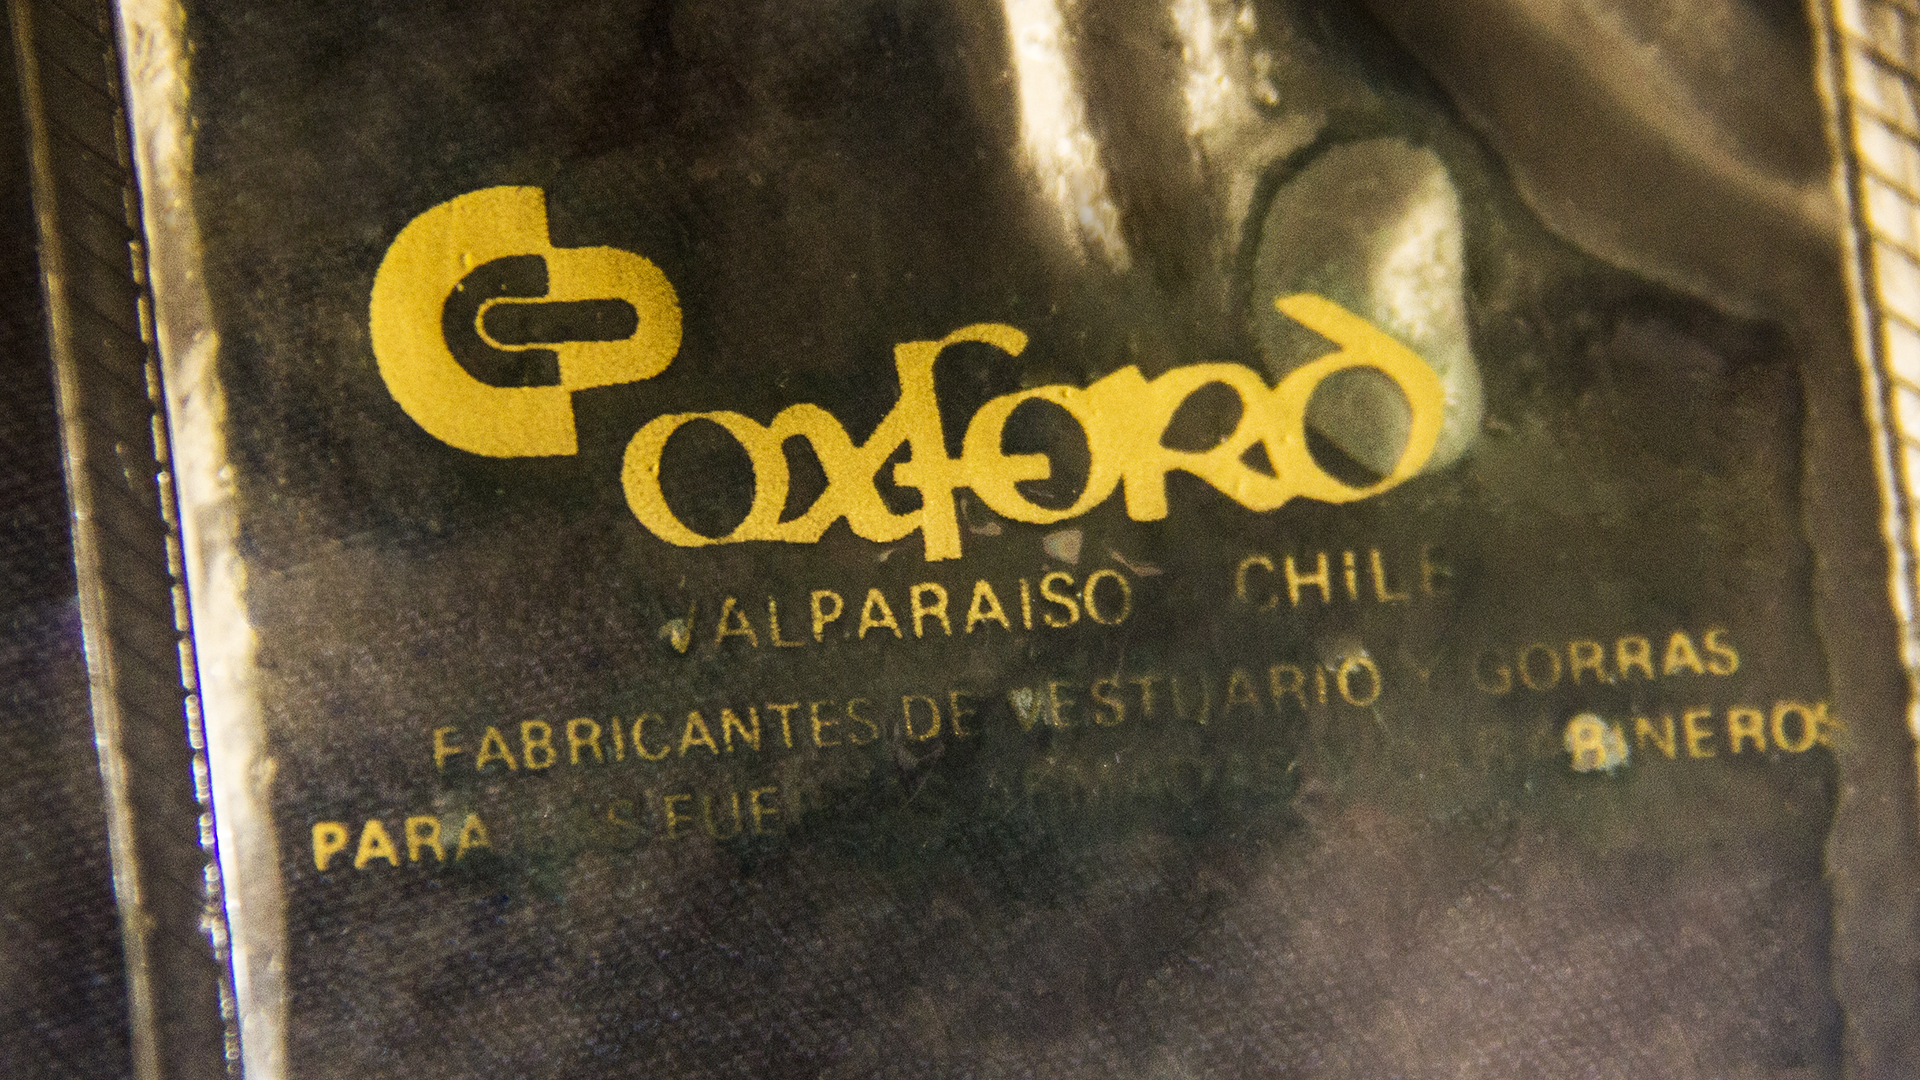 oxford
VALPARAISO CHILE
FABRICANTES DE VESTUARIO Y GORRAS
PARA